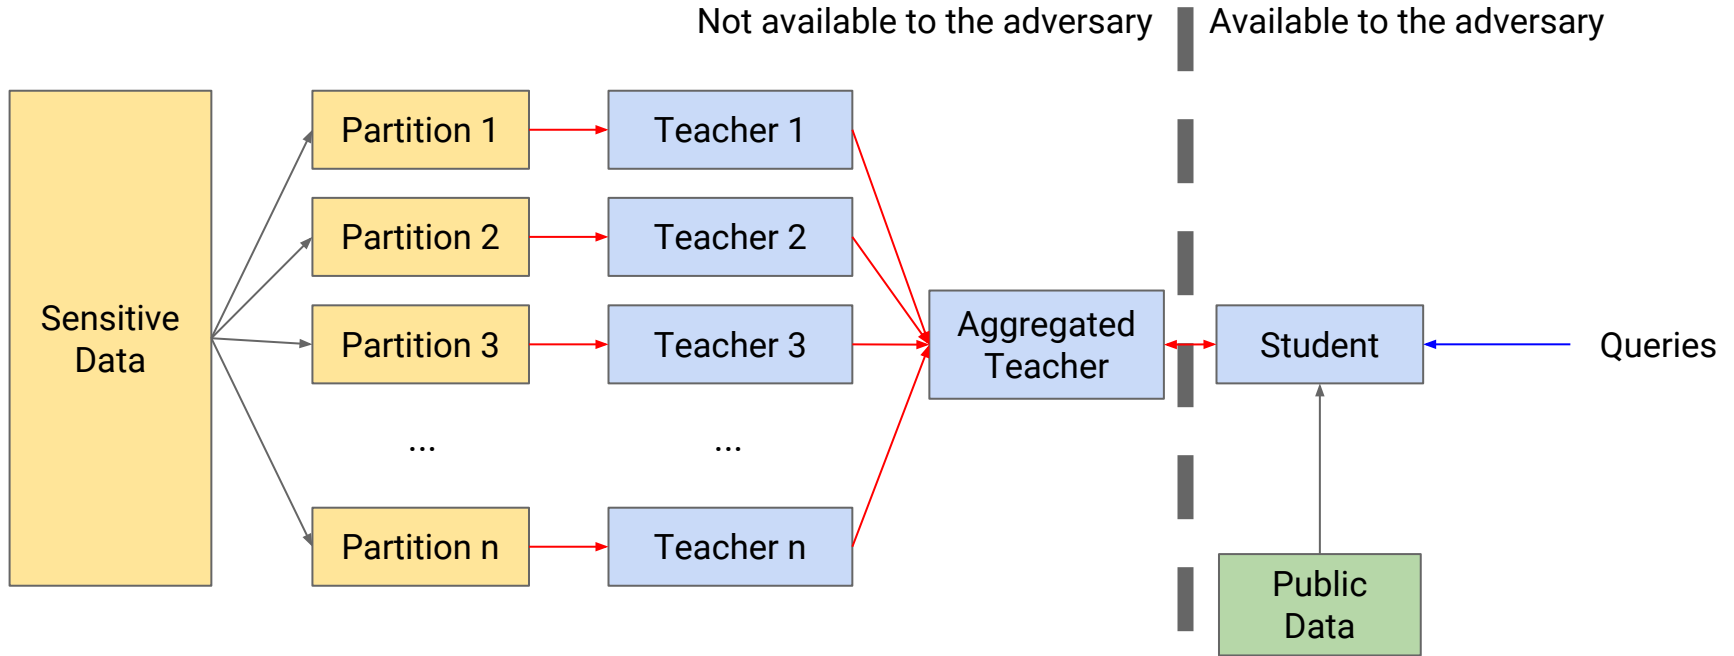 Not available to the adversary
Available to the adversary
Sensitive
Data
Partition 1
Teacher 1
Partition 2
Teacher 2
Partition 3
Teacher 3
...
...
Partition n
Teacher n
Aggregated
Teacher
Student
Queries
Public
Data